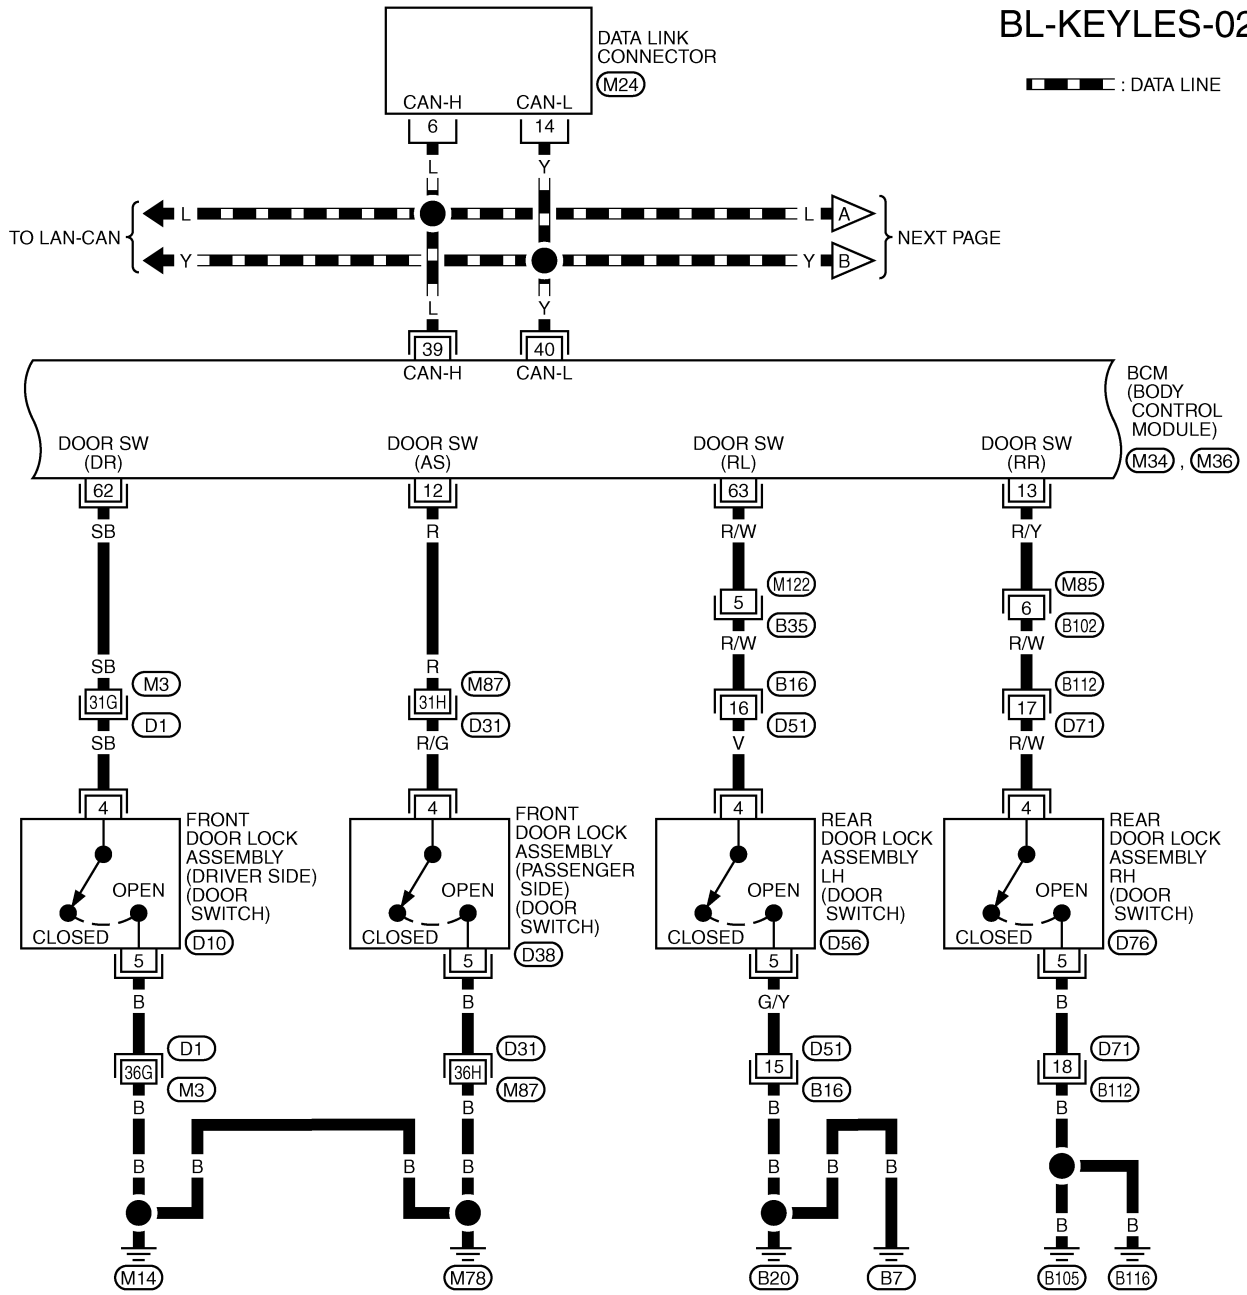 BL-KEYLES-02
DATA LINK
CONNECTOR
M24
: DATA LINE
CAN-H CAN-L
6 14
L Y
L L A
TO LAN-CAN NEXT PAGE
Y Y B
L Y
39 40
CAN-H CAN-L
BCM
(BODY
CONTROL
MODULE)
M34 , M36
DOOR SW
(DR)
DOOR SW
(AS)
DOOR SW
(RL)
DOOR SW
(RR)
62 12 63 13
SB R R/W R/Y
M122 M85
5 6
B35 B102
R/W R/W
SB R
M3 M87 B16 B112
31G 31H 16 17
D1 D31 D51 D71
SB R/G V R/W
4 4 4 4
FRONT
DOOR LOCK
ASSEMBLY
(DRIVER SIDE)
(DOOR
SWITCH)
D10
FRONT
DOOR LOCK
ASSEMBLY
(PASSENGER
SIDE)
(DOOR
SWITCH)
D38
REAR
DOOR LOCK
ASSEMBLY
LH
(DOOR
SWITCH)
D56
REAR
DOOR LOCK
ASSEMBLY
RH
(DOOR
SWITCH)
D76
OPEN OPEN OPEN OPEN
CLOSED CLOSED CLOSED CLOSED
5 5 5 5
B B G/Y B
D1 D31 D51 D71
36G 36H 15 18
M3 M87 B16 B112
B B B B
B B B B B B B
B B
M14 M78 B20 B7 B105 B116